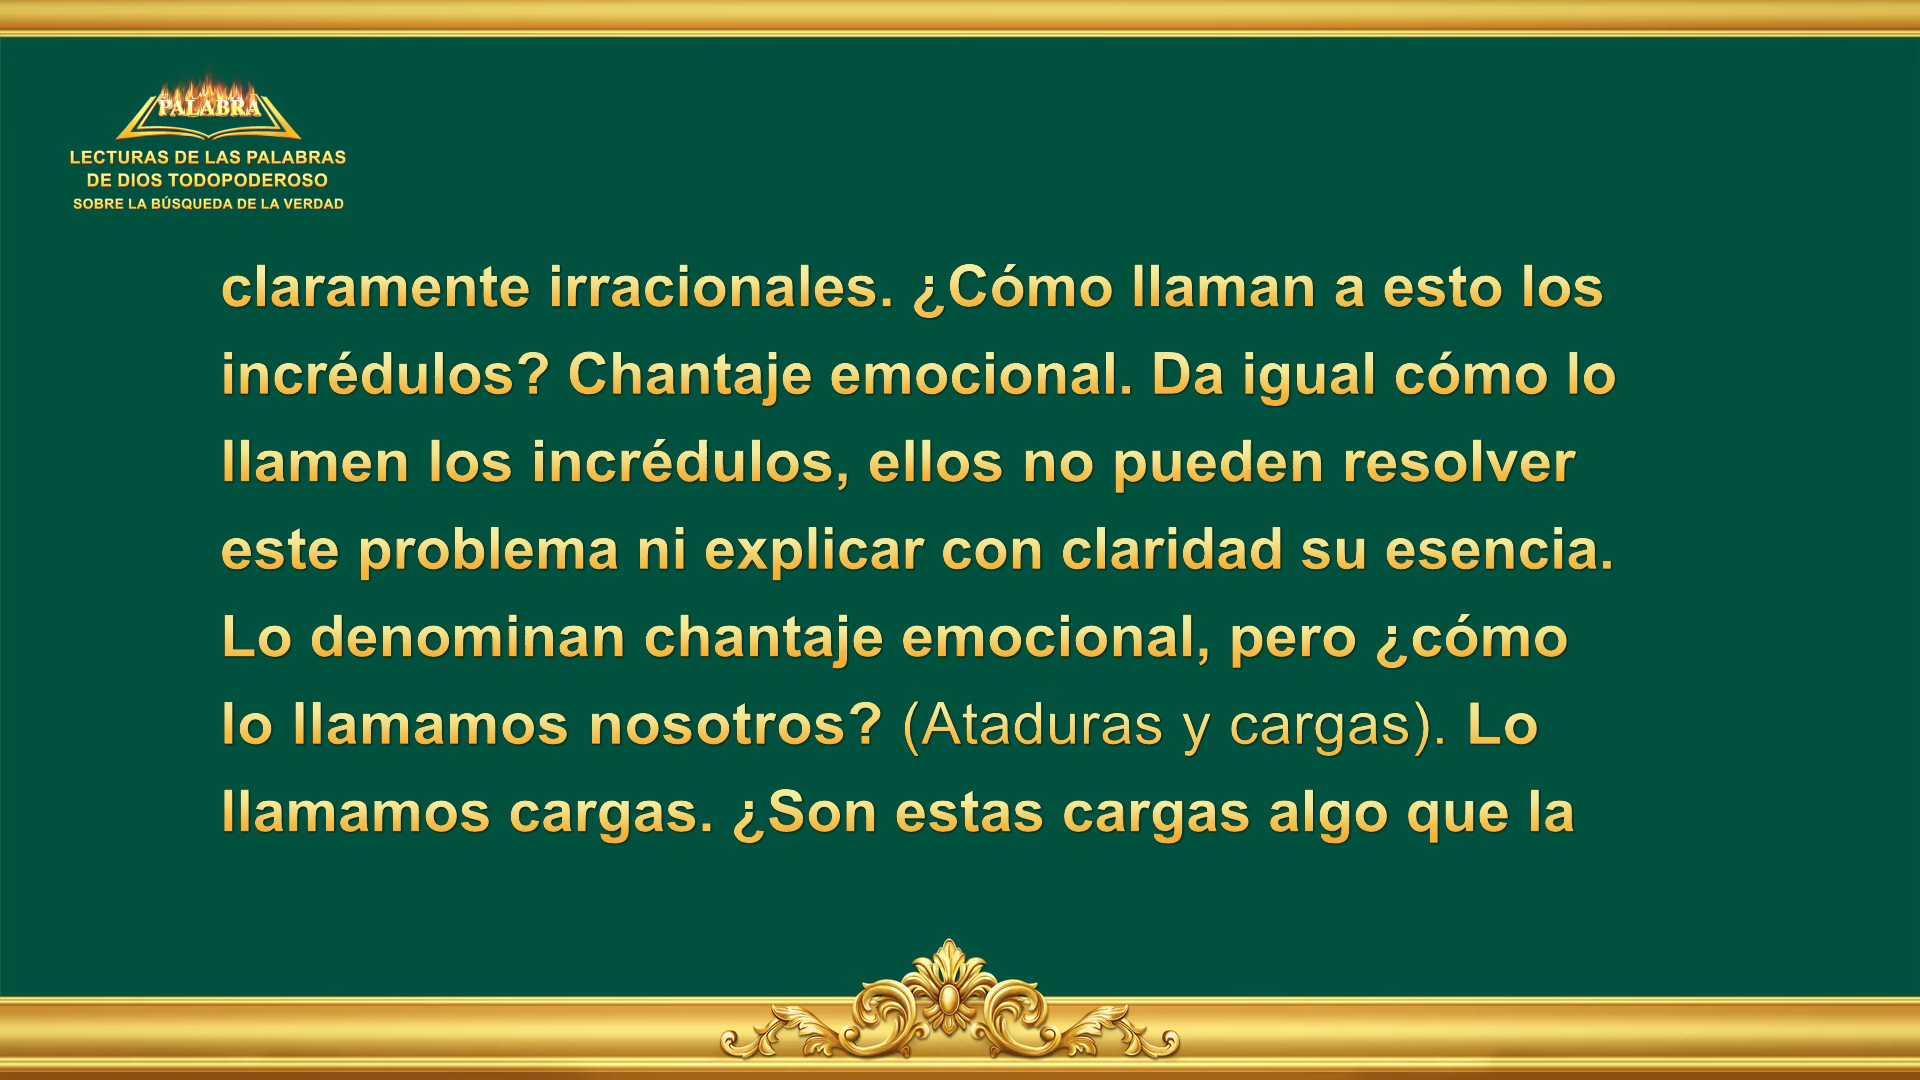 PALABRA
LECTURAS DE LAS PALABRAS
DE DIOS TODOPODEROSO
SOBRE LA BÚSQUEDA DE LA VERDAD
claramente irracionales. ¿Cómo llaman a esto los
incrédulos? Chantaje emocional. Da igual cómo lo
llamen los incrédulos, ellos no pueden resolver
este problema ni explicar con claridad su esencia.
Lo denominan chantaje emocional, pero ¿cómo
lo llamamos nosotros? (Ataduras y cargas). Lo
llamamos cargas. ¿Son estas cargas algo que la